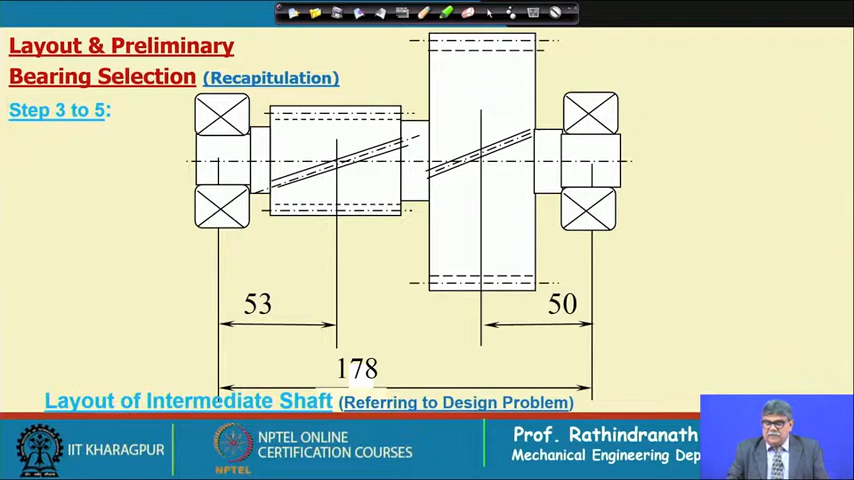 Layout & Preliminary
Bearing Selection (Recapitulation)
Step 3 to 5:
53
50
178
Layout of Intermediate Shaft (Referring to Design Problem)
IIT KHARAGPUR
NPTEL
NPTEL ONLINE
CERTIFICATION COURSES
Prof. Rathindranath
Mechanical Engineering Dep